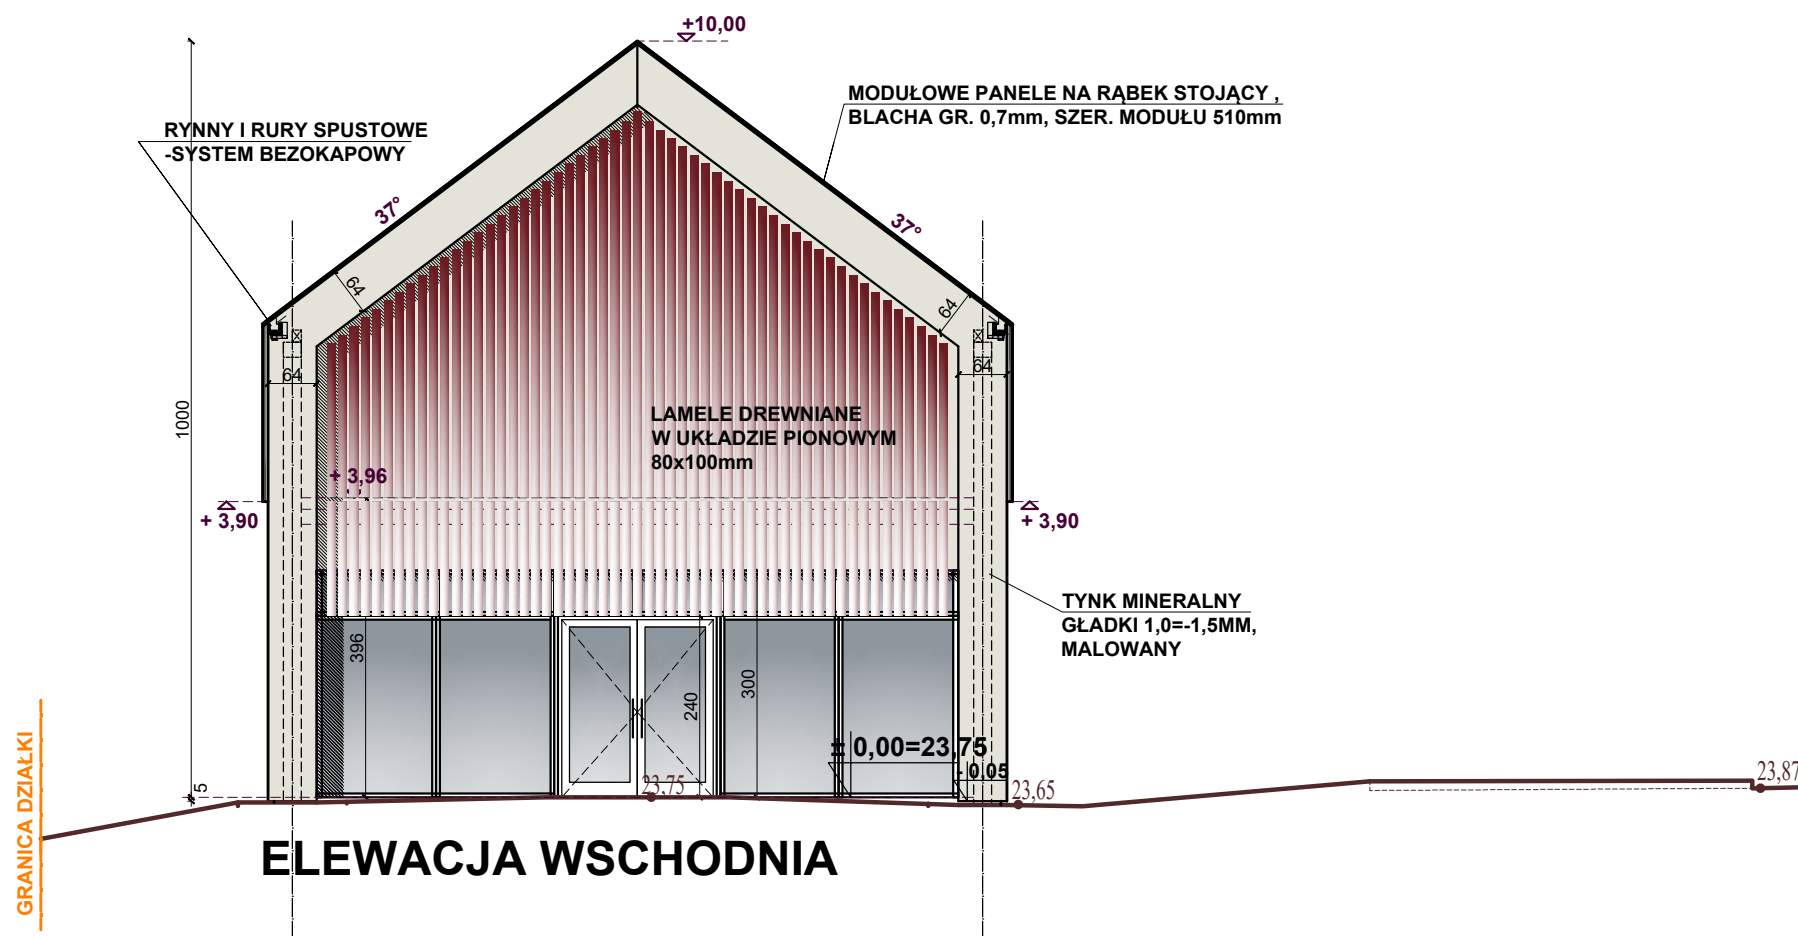 +10,00
MODUŁOWE PANELE NA RĄBEK STOJĄCY ,
BLACHA GR. 0,7mm, SZER. MODUŁU 510mm
RYNNY I RURY SPUSTOWE
-SYSTEM BEZOKAPOWY
37°
37°
64
64
64
64
1000
LAMELE DREWNIANE
W UKŁADZIE PIONOWYM
80x100mm
+ 3,96
+ 3,90
+ 3,90
TYNK MINERALNY
GŁADKI 1,0=-1,5MM,
MALOWANY
396
240
300
± 0,00=23,75
- 0,05
5
23,75
23,65
23,87
GRANICA DZIAŁKI
ELEWACJA WSCHODNIA